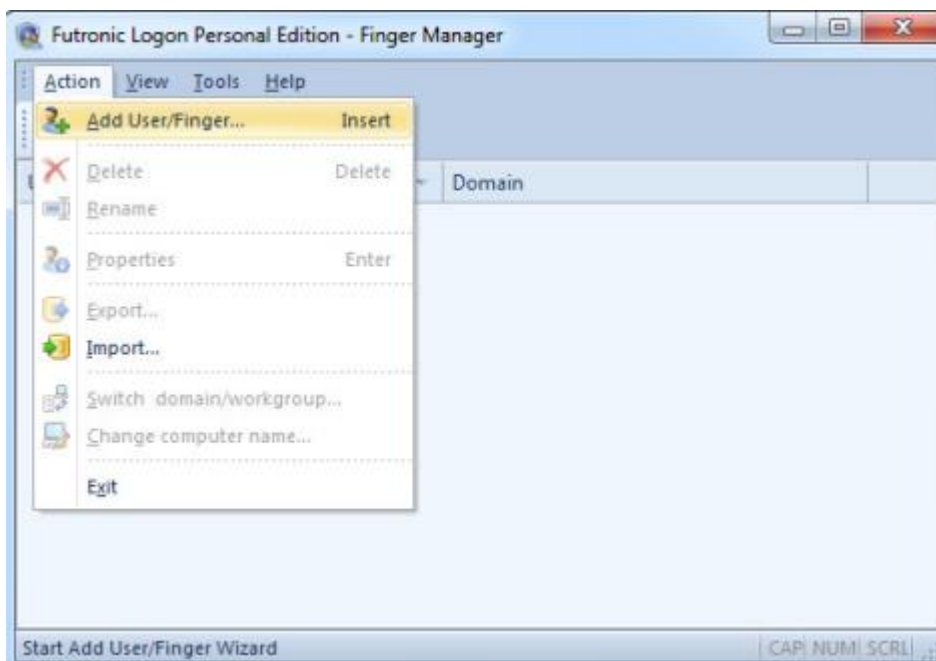 Futronic Logon Personal Edition - Finger Manager
Action View Tools Help
Add User/Finger... Insert
Delete Delete
Domain
Rename
Properties Enter
Export...
Import...
Switch domain/workgroup...
Change computer name...
Exit
Start Add User/Finger Wizard CAP NUM SCRL